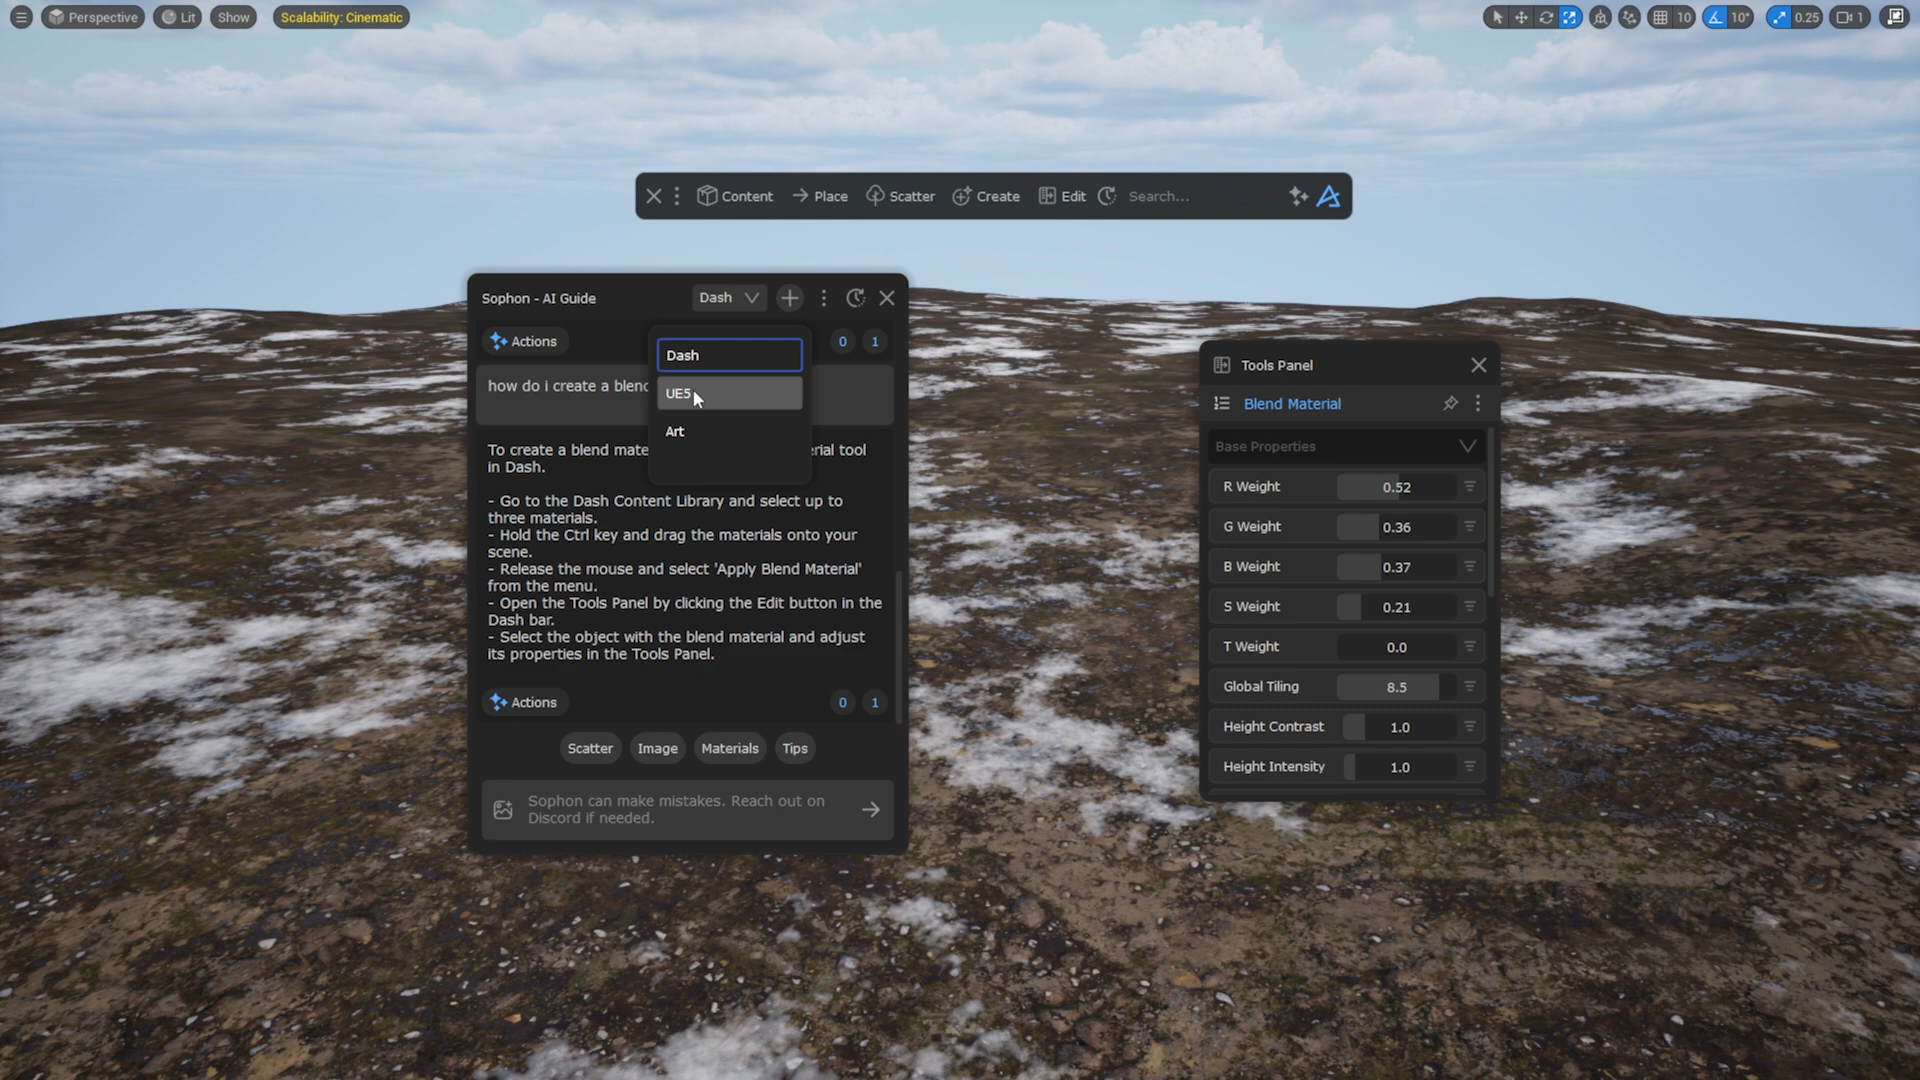 Perspective
Lit
Show
Scalability: Cinematic
10
10°
0.25
1
Content
Place
Scatter
Create
Edit
Search...
Sophon - AI Guide
Dash
Actions
0
1
Dash
UE5
Art
how do i create a blend
To create a blend mate
rial tool
in Dash.
- Go to the Dash Content Library and select up to
three materials.
- Hold the Ctrl key and drag the materials onto your
scene.
- Release the mouse and select 'Apply Blend Material'
from the menu.
- Open the Tools Panel by clicking the Edit button in the
Dash bar.
- Select the object with the blend material and adjust
its properties in the Tools Panel.
Actions
0
1
Scatter
Image
Materials
Tips
Sophon can make mistakes. Reach out on
Discord if needed.
Tools Panel
Blend Material
Base Properties
R Weight 0.52
G Weight 0.36
B Weight 0.37
S Weight 0.21
T Weight 0.0
Global Tiling 8.5
Height Contrast 1.0
Height Intensity 1.0